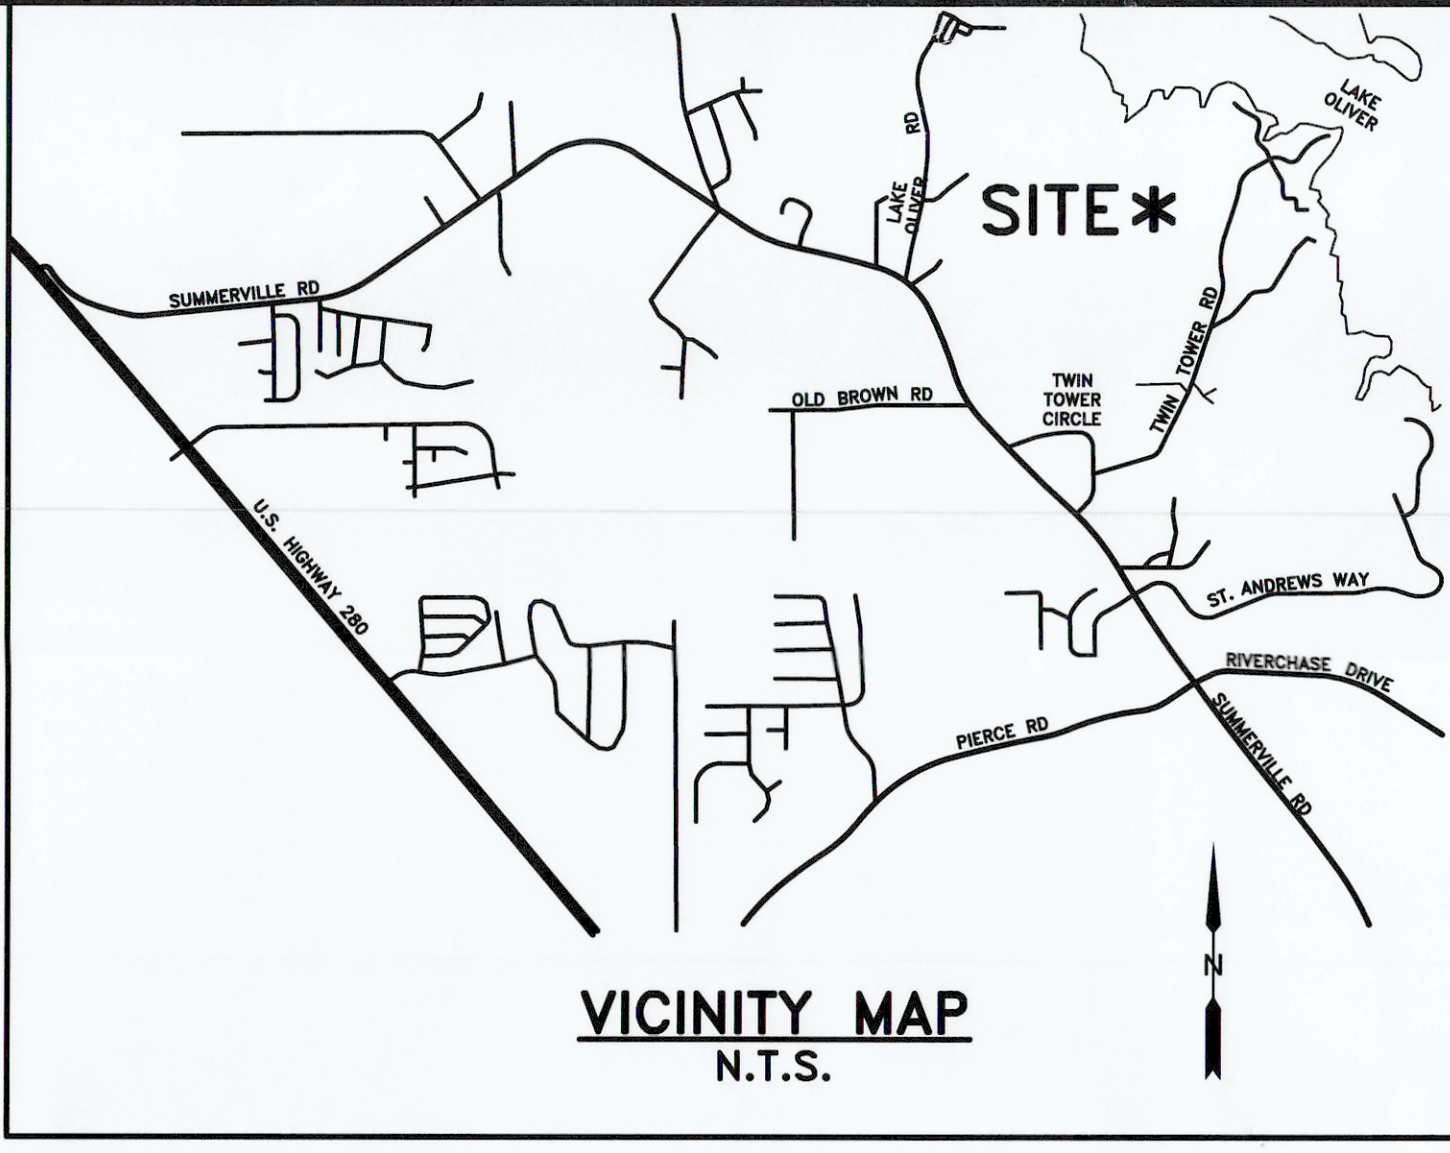 LAKE
OLIVER
LAKE
OLIVER RD
SITE*
SUMMERVILLE RD
TWIN TOWER RD
OLD BROWN RD
TWIN
TOWER
CIRCLE
U.S. HIGHWAY 280
ST. ANDREWS WAY
RIVERCHASE DRIVE
PIERCE RD
SUMMERVILLE RD
N
VICINITY MAP
N.T.S.